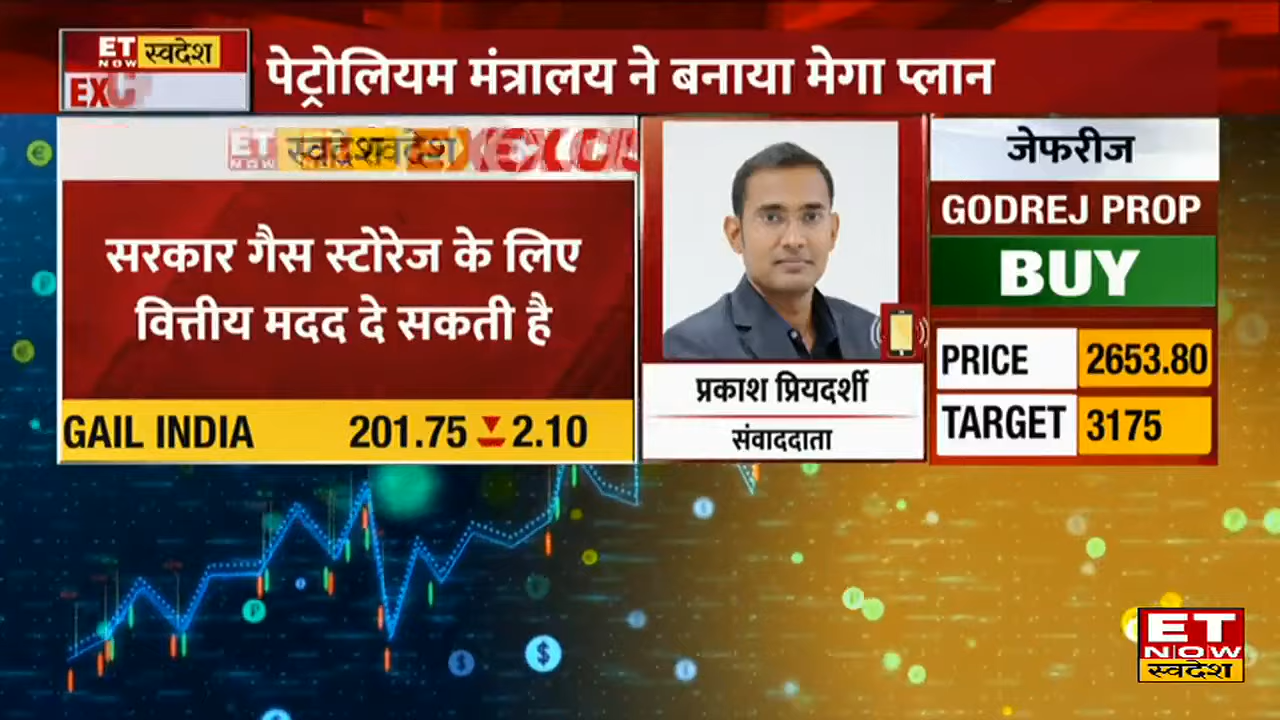 ET NOW स्वदेश
पेट्रोलियम मंत्रालय ने बनाया मेगा प्लान
सरकार गैस स्टोरेज के लिए
वित्तीय मदद दे सकती है
GAIL INDIA 201.75 2.10
प्रकाश प्रियदर्शी
संवाददाता
जेफरीज
GODREJ PROP
BUY
PRICE 2653.80
TARGET 3175
ET
NOW
स्वदेश